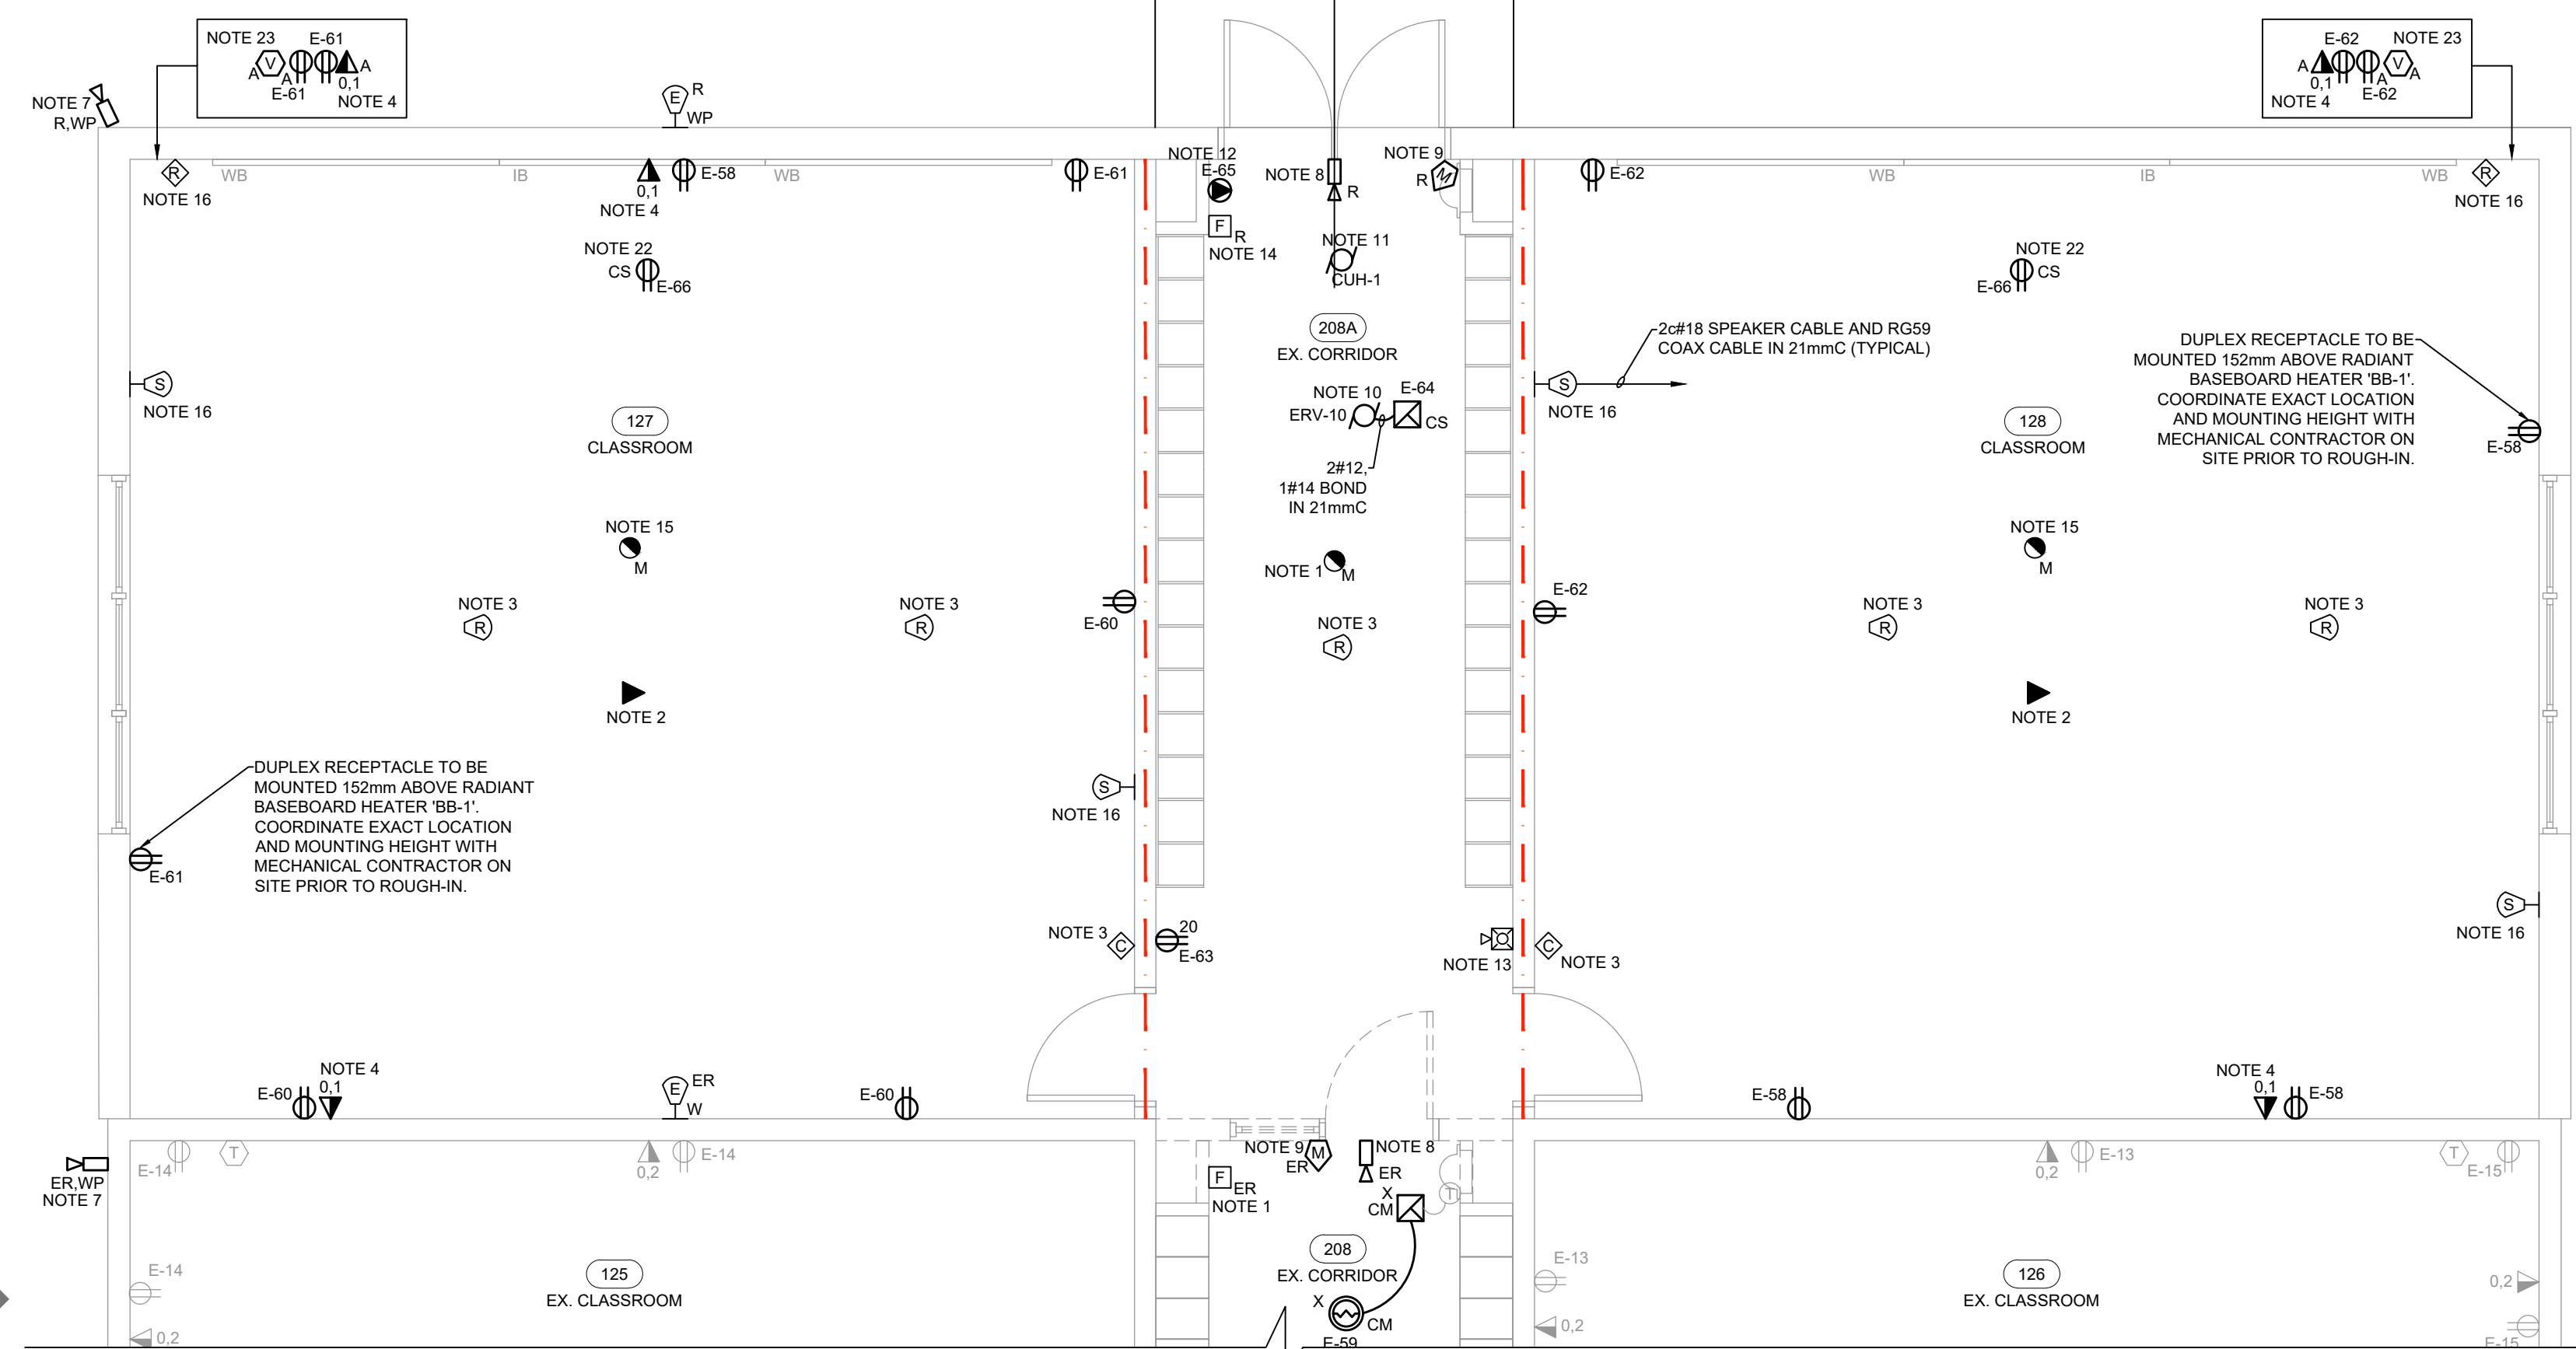 NOTE 23
E-61
V
A
A
A
E-61
0,1
NOTE 4
E-62
NOTE 23
A
V
0,1
A
A
NOTE 4
E-62
NOTE 7
R,WP
E
R
WP
R
NOTE 16
WB
IB
WB
0,1
NOTE 4
E-58
E-61
NOTE 12
E-65
NOTE 8
R
NOTE 9
R
M
E-62
WB
IB
WB
R
NOTE 16
F
R
NOTE 14
NOTE 11
CUH-1
NOTE 22
CS
E-66
NOTE 22
CS
E-66
208A
EX. CORRIDOR
2c#18 SPEAKER CABLE AND RG59
COAX CABLE IN 21mmC (TYPICAL)
DUPLEX RECEPTACLE TO BE
MOUNTED 152mm ABOVE RADIANT
BASEBOARD HEATER 'BB-1'.
COORDINATE EXACT LOCATION
AND MOUNTING HEIGHT WITH
MECHANICAL CONTRACTOR ON
SITE PRIOR TO ROUGH-IN.
E-58
S
NOTE 16
127
CLASSROOM
NOTE 10
E-64
ERV-10
CS
2#12,
1#14 BOND
IN 21mmC
S
NOTE 16
128
CLASSROOM
NOTE 15
M
NOTE 1
M
NOTE 15
M
NOTE 3
R
NOTE 3
R
E-60
NOTE 3
R
E-62
NOTE 3
R
NOTE 3
R
NOTE 2
NOTE 2
DUPLEX RECEPTACLE TO BE
MOUNTED 152mm ABOVE RADIANT
BASEBOARD HEATER 'BB-1'.
COORDINATE EXACT LOCATION
AND MOUNTING HEIGHT WITH
MECHANICAL CONTRACTOR ON
SITE PRIOR TO ROUGH-IN.
E-61
S
NOTE 16
S
NOTE 16
NOTE 3
C
20
E-63
NOTE 13
C
NOTE 3
NOTE 4
E-60
0,1
E
ER
W
E-60
E-58
NOTE 4
0,1
E-58
ER,WP
NOTE 7
E-14
T
0,2
E-14
NOTE 9
M
ER
NOTE 8
ER
F
ER
NOTE 1
X
CM
T
0,2
E-13
T
E-15
E-14
125
EX. CLASSROOM
0,2
208
EX. CORRIDOR
X
CM
E-59
E-13
0,2
126
EX. CLASSROOM
0,2
E-15